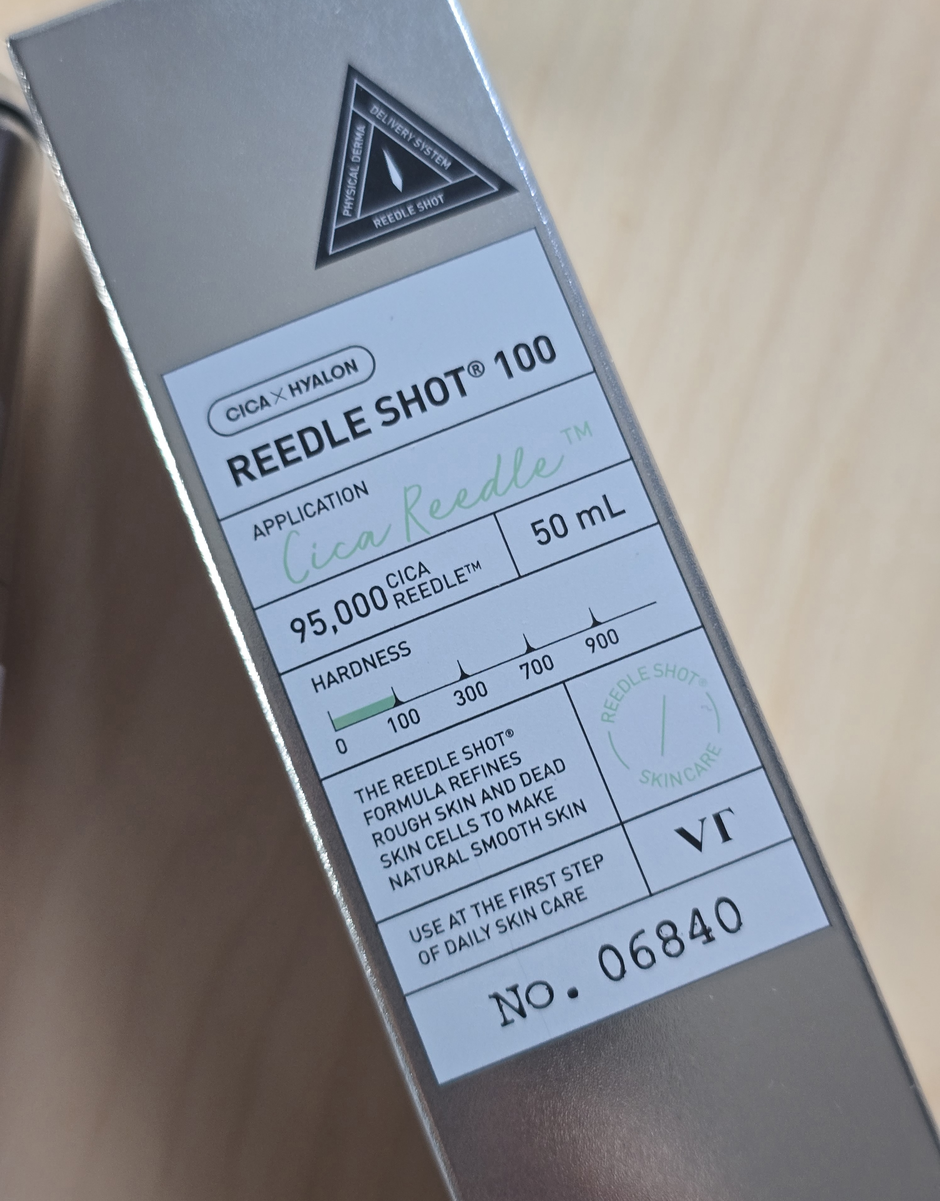 PHYSICAL DERMA
DELIVERY SYSTEM
REEDLE SHOT
CICA X HYALON
REEDLE SHOT® 100
APPLICATION
Cica Reedle™
95,000 CICA REEDLE™
50 mL
HARDNESS
0 100 300 700 900
THE REEDLE SHOT®
FORMULA REFINES
ROUGH SKIN AND DEAD
SKIN CELLS TO MAKE
NATURAL SMOOTH SKIN
REEDLE SHOT®
SKINCARE
USE AT THE FIRST STEP
OF DAILY SKIN CARE
VT
No. 06840